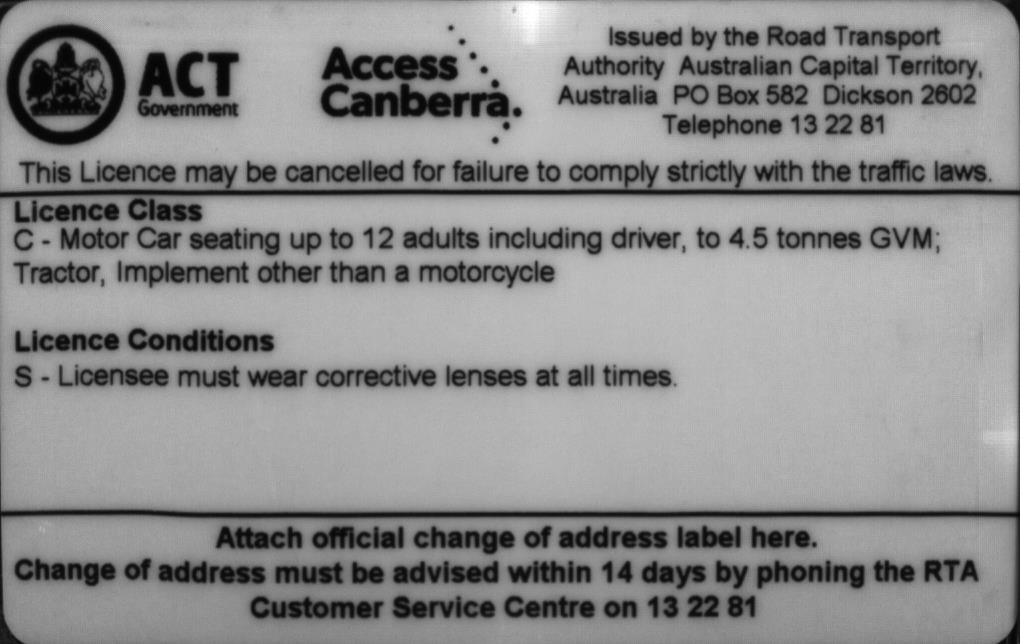 ACT
Government
Access
Canberra.
Issued by the Road Transport
Authority Australian Capital Territory,
Australia PO Box 582 Dickson 2602
Telephone 13 22 81
This Licence may be cancelled for failure to comply strictly with the traffic laws.
Licence Class
C - Motor Car seating up to 12 adults including driver, to 4.5 tonnes GVM;
Tractor, Implement other than a motorcycle
Licence Conditions
S - Licensee must wear corrective lenses at all times.
Attach official change of address label here.
Change of address must be advised within 14 days by phoning the RTA
Customer Service Centre on 13 22 81